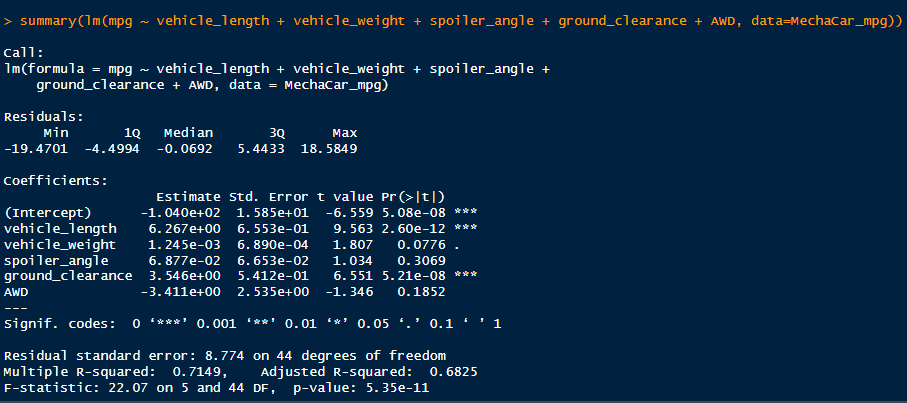 > summary(lm(mpg ~ vehicle_length + vehicle_weight + spoiler_angle + ground_clearance + AWD, data=MechaCar_mpg))
Call:
lm(formula = mpg ~ vehicle_length + vehicle_weight + spoiler_angle +
    ground_clearance + AWD, data = MechaCar_mpg)
Residuals:
     Min       1Q   Median       3Q      Max
-19.4701  -4.4994  -0.0692   5.4433  18.5849
Coefficients:
                   Estimate Std. Error t value Pr(>|t|)
(Intercept)      -1.040e+02  1.585e+01  -6.559 5.08e-08 ***
vehicle_length    6.267e+00  6.553e-01   9.563 2.60e-12 ***
vehicle_weight    1.245e-03  6.890e-04   1.807   0.0776 .
spoiler_angle     6.877e-02  6.653e-02   1.034   0.3069
ground_clearance  3.546e+00  5.412e-01   6.551 5.21e-08 ***
AWD              -3.411e+00  2.535e+00  -1.346   0.1852
---
Signif. codes:  0 ‘***’ 0.001 ‘**’ 0.01 ‘*’ 0.05 ‘.’ 0.1 ‘ ’ 1
Residual standard error: 8.774 on 44 degrees of freedom
Multiple R-squared:  0.7149,    Adjusted R-squared:  0.6825
F-statistic: 22.07 on 5 and 44 DF,  p-value: 5.35e-11